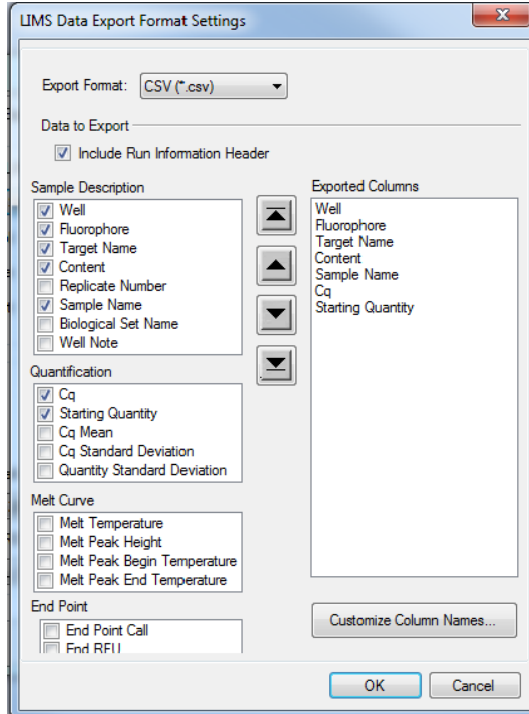 LIMS Data Export Format Settings
Export Format: CSV (*.csv)
Data to Export
Include Run Information Header
Sample Description
Well
Fluorophore
Target Name
Content
Replicate Number
Sample Name
Biological Set Name
Well Note
Quantification
Cq
Starting Quantity
Cq Mean
Cq Standard Deviation
Quantity Standard Deviation
Melt Curve
Melt Temperature
Melt Peak Height
Melt Peak Begin Temperature
Melt Peak End Temperature
End Point
End Point Call
End RFU
Exported Columns
Well
Fluorophore
Target Name
Content
Sample Name
Cq
Starting Quantity
Customize Column Names...
OK
Cancel